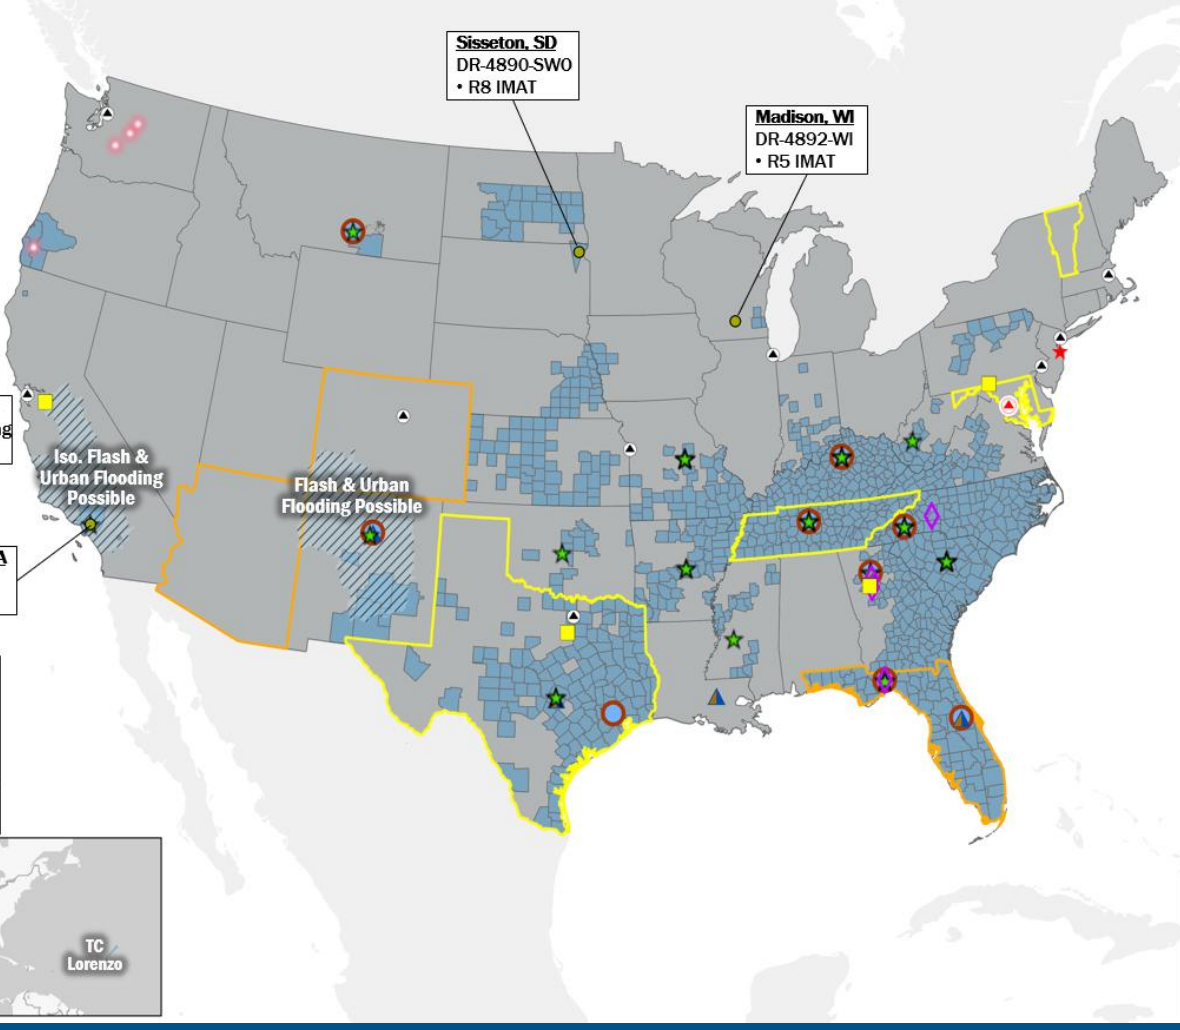 Sisseton, SD
DR-4890-SWO
• R8 IMAT
Madison, WI
DR-4892-WI
• R5 IMAT
Iso. Flash &
Urban Flooding
Possible
Flash & Urban
Flooding Possible
TC
Lorenzo